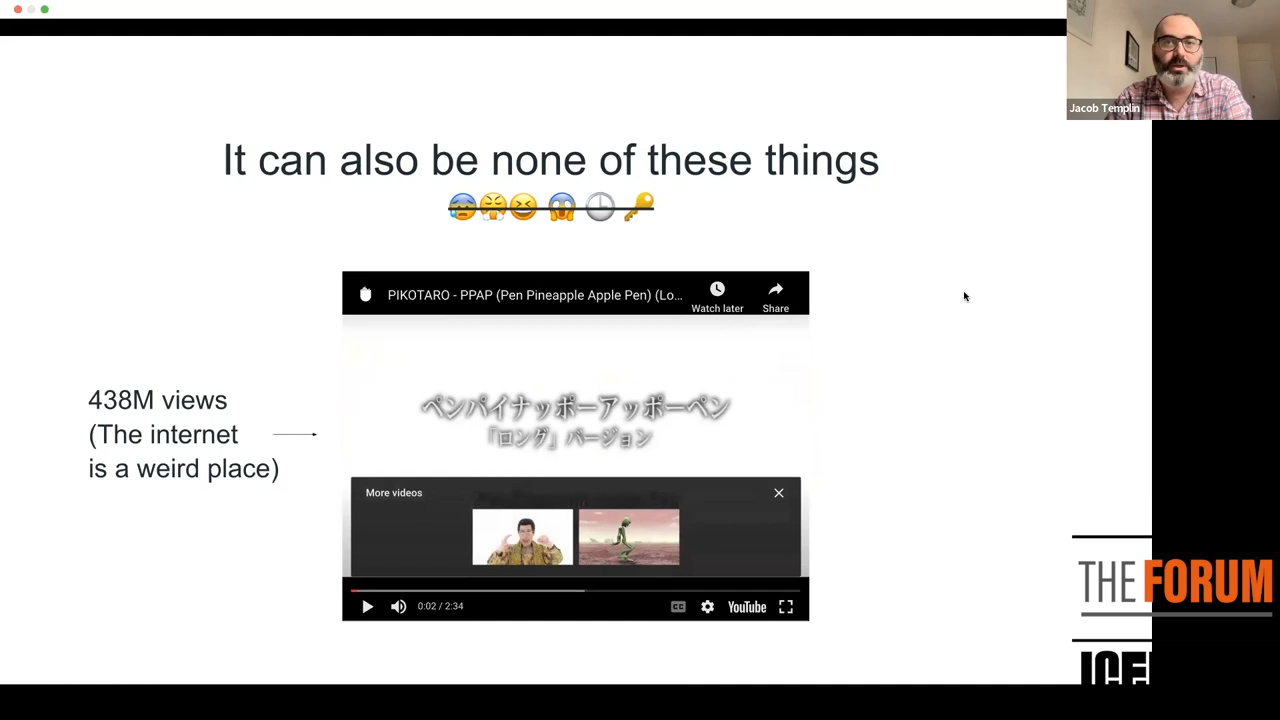 Jacob Templin
It can also be none of these things
PIKOTARO - PPAP (Pen Pineapple Apple Pen) (Lo...
Watch later
Share
ペンパイナッポーアッポーペン
「ロング」バージョン
438M views
(The internet
is a weird place)
More videos
0:02 / 2:34
CC
YouTube
THE FORUM